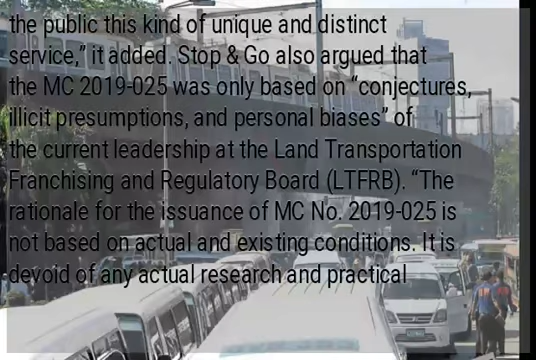 the public this kind of unique and distinct
service,” it added. Stop & Go also argued that
the MC 2019-025 was only based on “conjectures,
illicit presumptions, and personal biases” of
the current leadership at the Land Transportation
Franchising and Regulatory Board (LTFRB). “The
rationale for the issuance of MC No. 2019-025 is
not based on actual and existing conditions. It is
devoid of any actual research and practical